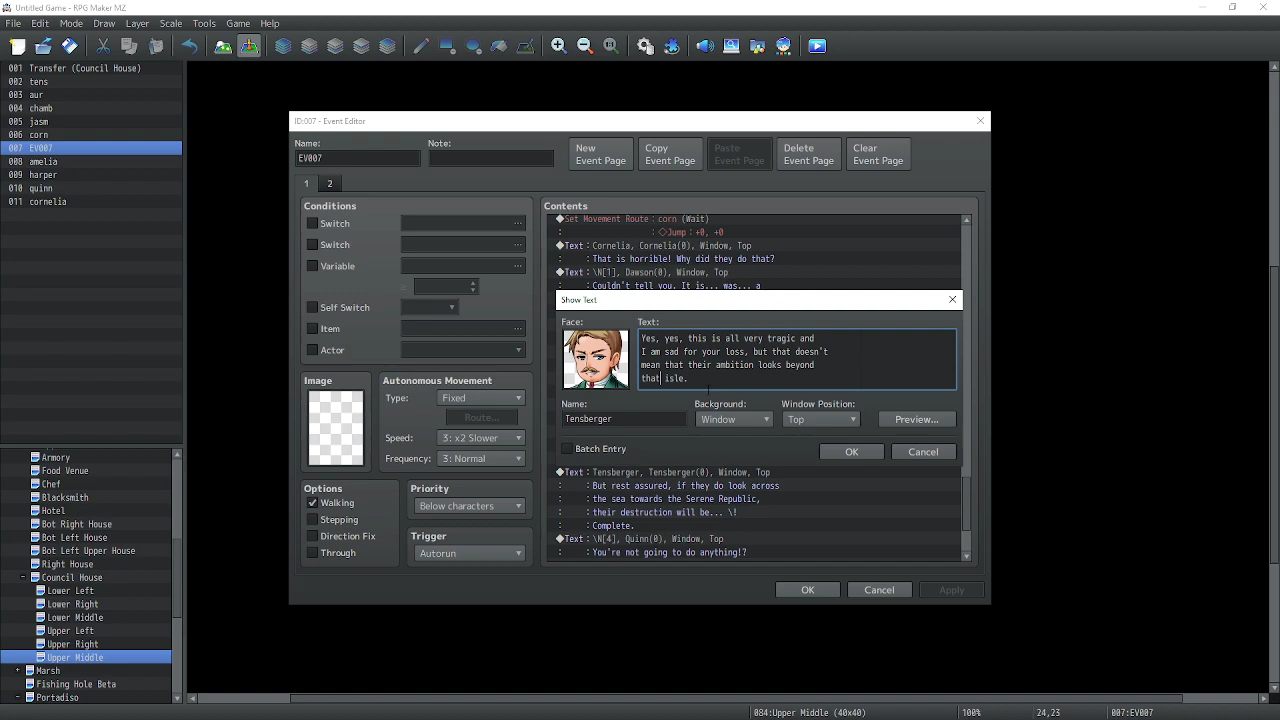 Untitled Game - RPG Maker MZ
File Edit Mode Draw Layer Scale Tools Game Help
001 Transfer (Council House)
002 tens
003 aur
004 chamb
005 jasm
006 corn
007 EV007
008 amelia
009 harper
010 quinn
011 cornelia
Armory
Food Venue
Chef
Blacksmith
Hotel
Bot Right House
Bot Left House
Bot Left Upper House
Right House
Council House
Lower Left
Lower Right
Lower Middle
Upper Left
Upper Right
Upper Middle
Marsh
Fishing Hole Beta
Portadiso
ID:007 - Event Editor
Name:
EV007
Note:
New Event Page
Copy Event Page
Paste Event Page
Delete Event Page
Clear Event Page
1 2
Conditions
Switch
Switch
Variable
Self Switch
Item
Actor
Image
Autonomous Movement
Type: Fixed
Route...
Speed: 3: x2 Slower
Frequency: 3: Normal
Options
Walking
Stepping
Direction Fix
Through
Priority
Below characters
Trigger
Autorun
Contents
◆Set Movement Route : corn (Wait)
: : ◇Jump : +0, +0
◆Text : Cornelia, Cornelia(0), Window, Top
: : That is horrible! Why did they do that?
◆Text : \N[1], Dawson(0), Window, Top
: : Couldn't tell you. It is... was... a
Show Text
Face:
Text:
Yes, yes, this is all very tragic and
I am sad for your loss, but that doesn't
mean that their ambition looks beyond
that isle.
Name:
Tensberger
Background:
Window
Window Position:
Top
Preview...
Batch Entry
OK Cancel
◆Text : Tensberger, Tensberger(0), Window, Top
: : But rest assured, if they do look across
: : the sea towards the Serene Republic,
: : their destruction will be... \!
: : Complete.
◆Text : \N[4], Quinn(0), Window, Top
: : You're not going to do anything!?
OK Cancel Apply
084:Upper Middle (40x40) 100% 24,23 007:EV007